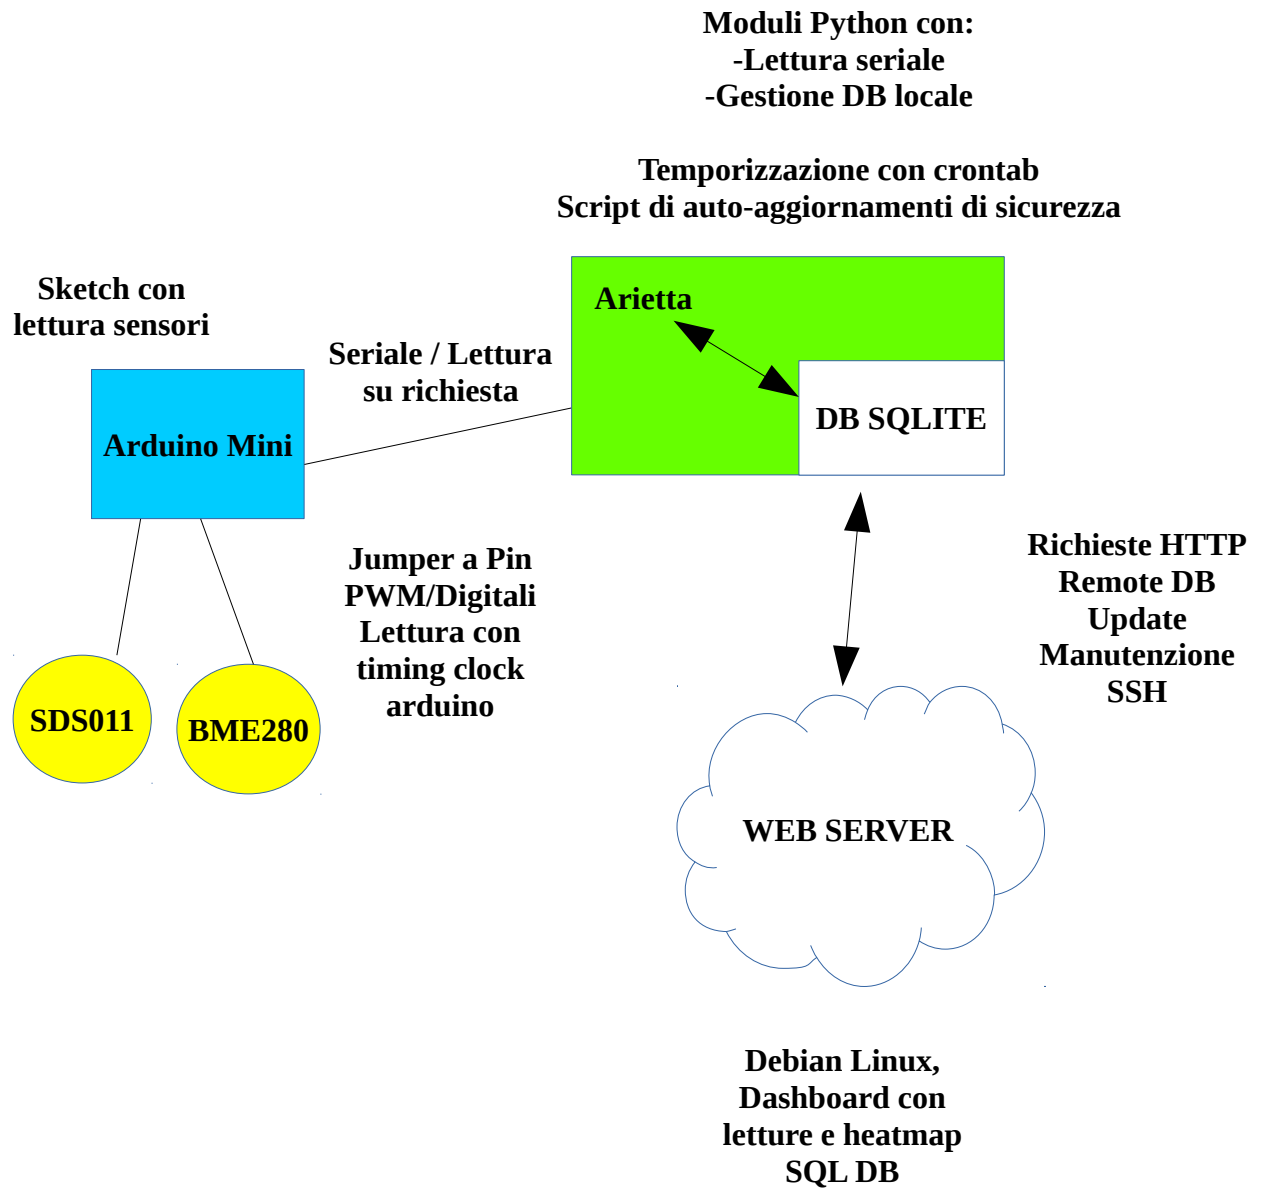 Moduli Python con:
-Lettura seriale
-Gestione DB locale
Temporizzazione con crontab
Script di auto-aggiornamenti di sicurezza
Sketch con
lettura sensori
Arietta
Seriale / Lettura
su richiesta
DB SQLITE
Arduino Mini
Jumper a Pin
PWM/Digitali
Lettura con
timing clock
arduino
Richieste HTTP
Remote DB
Update
Manutenzione
SSH
SDS011
BME280
WEB SERVER
Debian Linux,
Dashboard con
letture e heatmap
SQL DB